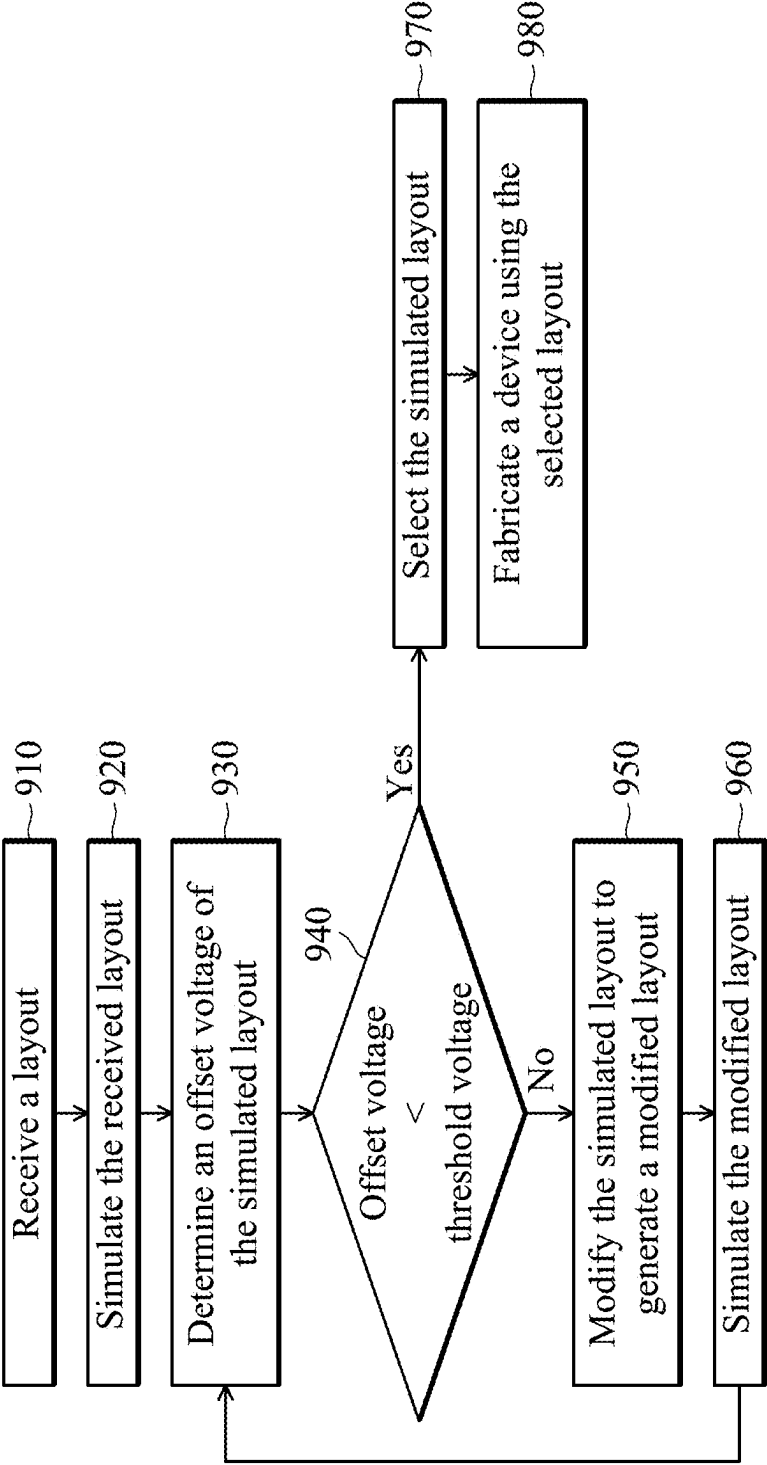 Receive a layout
910
Simulate the received layout
920
Determine an offset voltage of
the simulated layout
930
940
Offset voltage
<
threshold voltage
Yes
No
Modify the simulated layout to
generate a modified layout
950
Simulate the modified layout
960
Select the simulated layout
970
Fabricate a device using the
selected layout
980